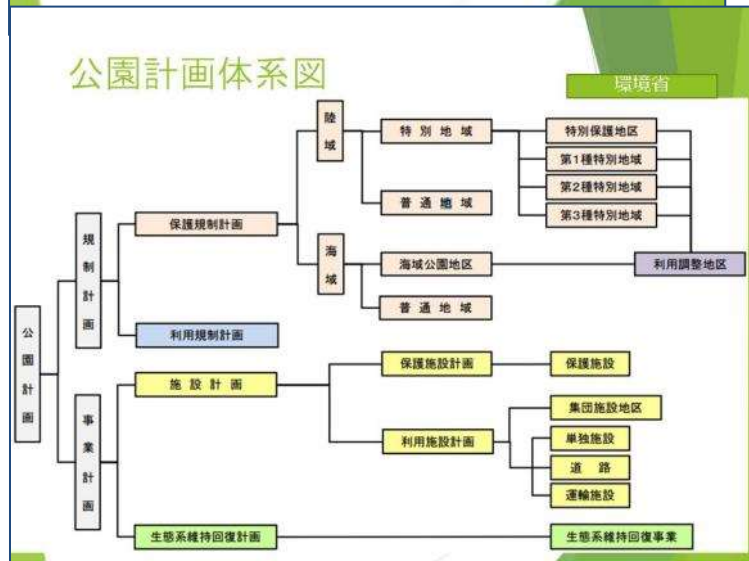 公園計画体系図
環境省
公園計画
規制計画
保護規制計画
陸域
特別地域
特別保護地区
第1種特別地域
第2種特別地域
第3種特別地域
普通地域
海域
海域公園地区
利用調整地区
普通地域
利用規制計画
事業計画
施設計画
保護施設計画
保護施設
利用施設計画
集団施設地区
単独施設
道路
運輸施設
生態系維持回復計画
生態系維持回復事業